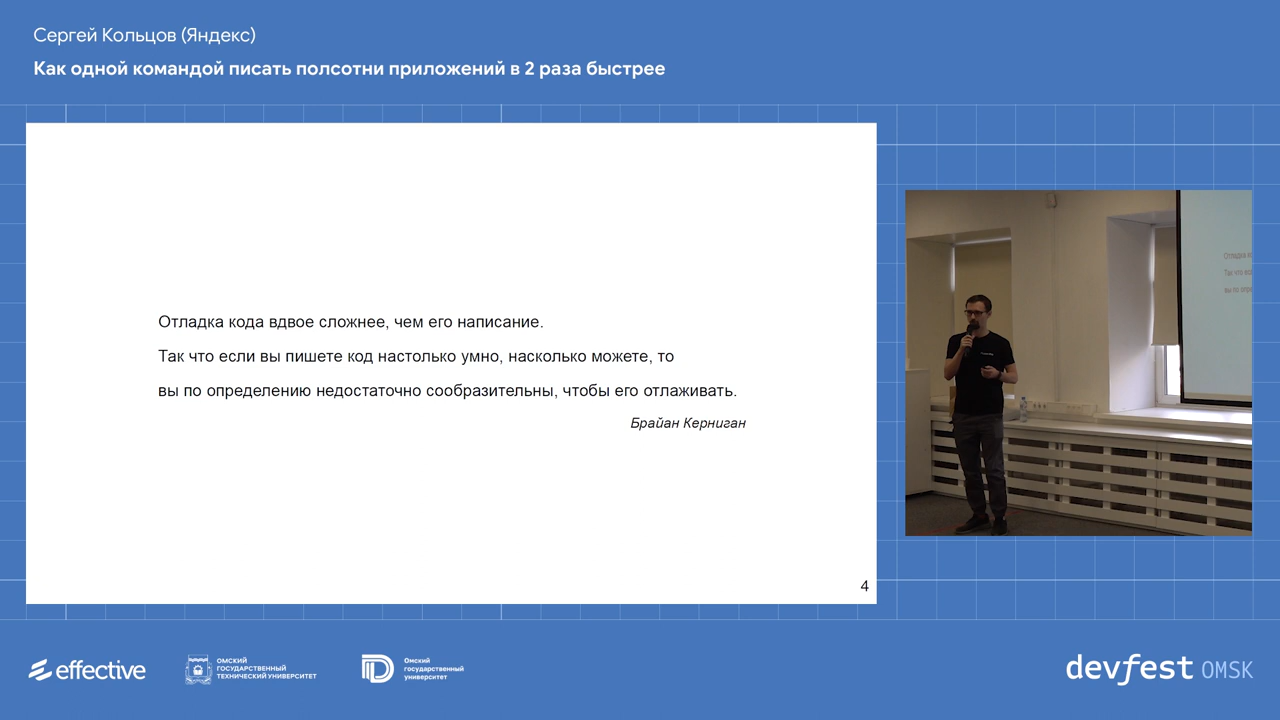 Сергей Кольцов (Яндекс)
Как одной командой писать полсотни приложений в 2 раза быстрее
Отладка кода вдвое сложнее, чем его написание.
Так что если вы пишете код настолько умно, насколько можете, то
вы по определению недостаточно сообразительны, чтобы его отлаживать.
Брайан Керниган
4
effective
ОМСКИЙ
ГОСУДАРСТВЕННЫЙ
ТЕХНИЧЕСКИЙ УНИВЕРСИТЕТ
Омский
государственный
университет
devfest OMSK